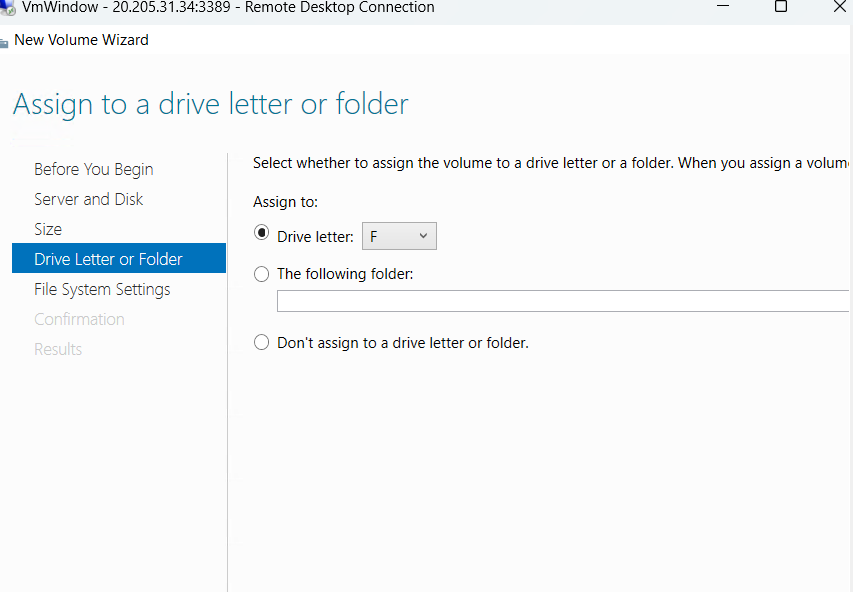 VmWindow - 20.205.31.34:3389 - Remote Desktop Connection
New Volume Wizard
Assign to a drive letter or folder
Before You Begin
Server and Disk
Size
Drive Letter or Folder
File System Settings
Confirmation
Results
Select whether to assign the volume to a drive letter or a folder. When you assign a volum
Assign to:
Drive letter: F
The following folder:
Don't assign to a drive letter or folder.